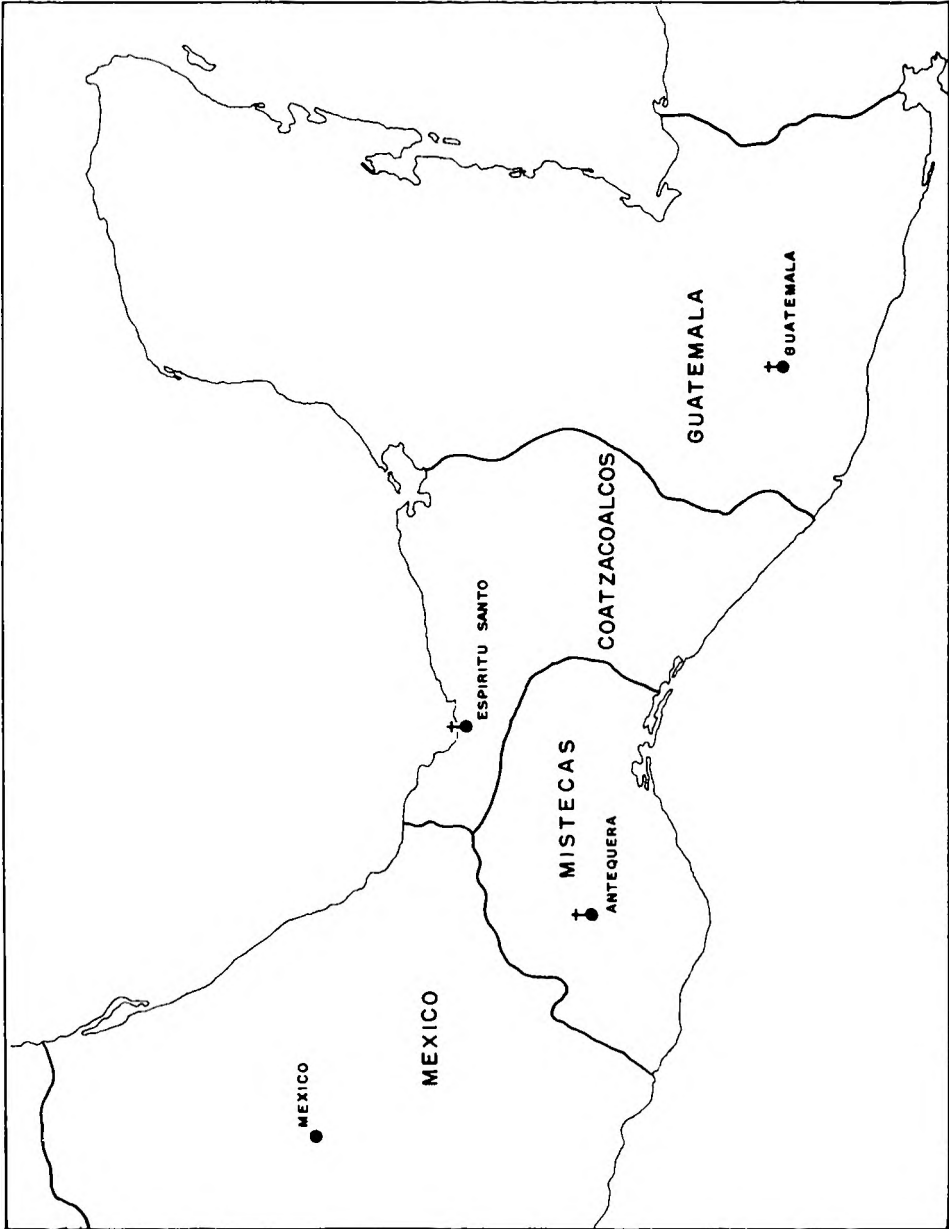 MEXICO
MEXICO
MISTECAS
ANTEQUERA
ESPIRITU SANTO
COATZACOALCOS
GUATEMALA
GUATEMALA